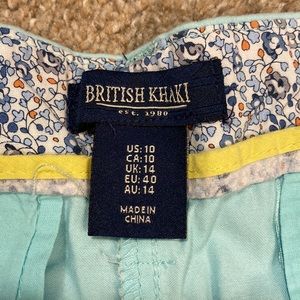 BRITISH KHAKI
est. 1980
US: 10
CA: 10
UK: 14
EU: 40
AU: 14
MADE IN
CHINA